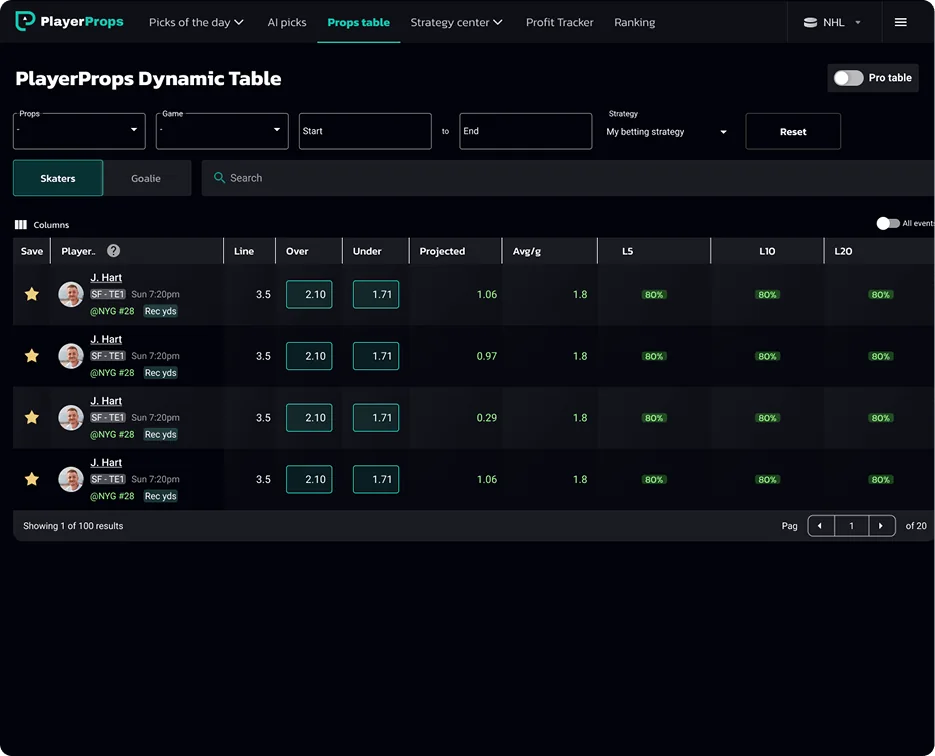 PlayerProps Picks of the day AI picks Props table Strategy center Profit Tracker Ranking NHL
PlayerProps Dynamic Table
Pro table
Props Game Strategy
- - Start to End My betting strategy Reset
Skaters Goalie Search
Columns All event
Save Player.. ? Line Over Under Projected Avg/g L5 L10 L20
J. Hart
SF - TE1 Sun 7:20pm 3.5 2.10 1.71 1.06 1.8 80% 80% 80%
@NYG #28 Rec yds
J. Hart
SF - TE1 Sun 7:20pm 3.5 2.10 1.71 0.97 1.8 80% 80% 80%
@NYG #28 Rec yds
J. Hart
SF - TE1 Sun 7:20pm 3.5 2.10 1.71 0.29 1.8 80% 80% 80%
@NYG #28 Rec yds
J. Hart
SF - TE1 Sun 7:20pm 3.5 2.10 1.71 1.06 1.8 80% 80% 80%
@NYG #28 Rec yds
Showing 1 of 100 results Pag 1 of 20